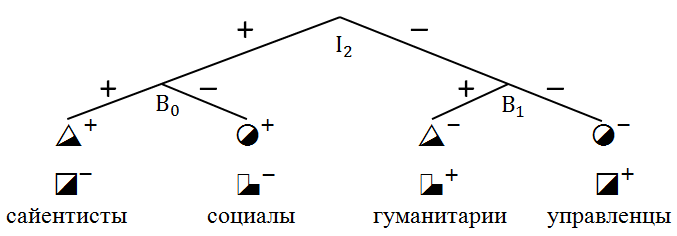 + −
I₂
+ − + −
B₀ B₁
+ + − −
− − + +
сайентисты социалы гуманитарии управленцы